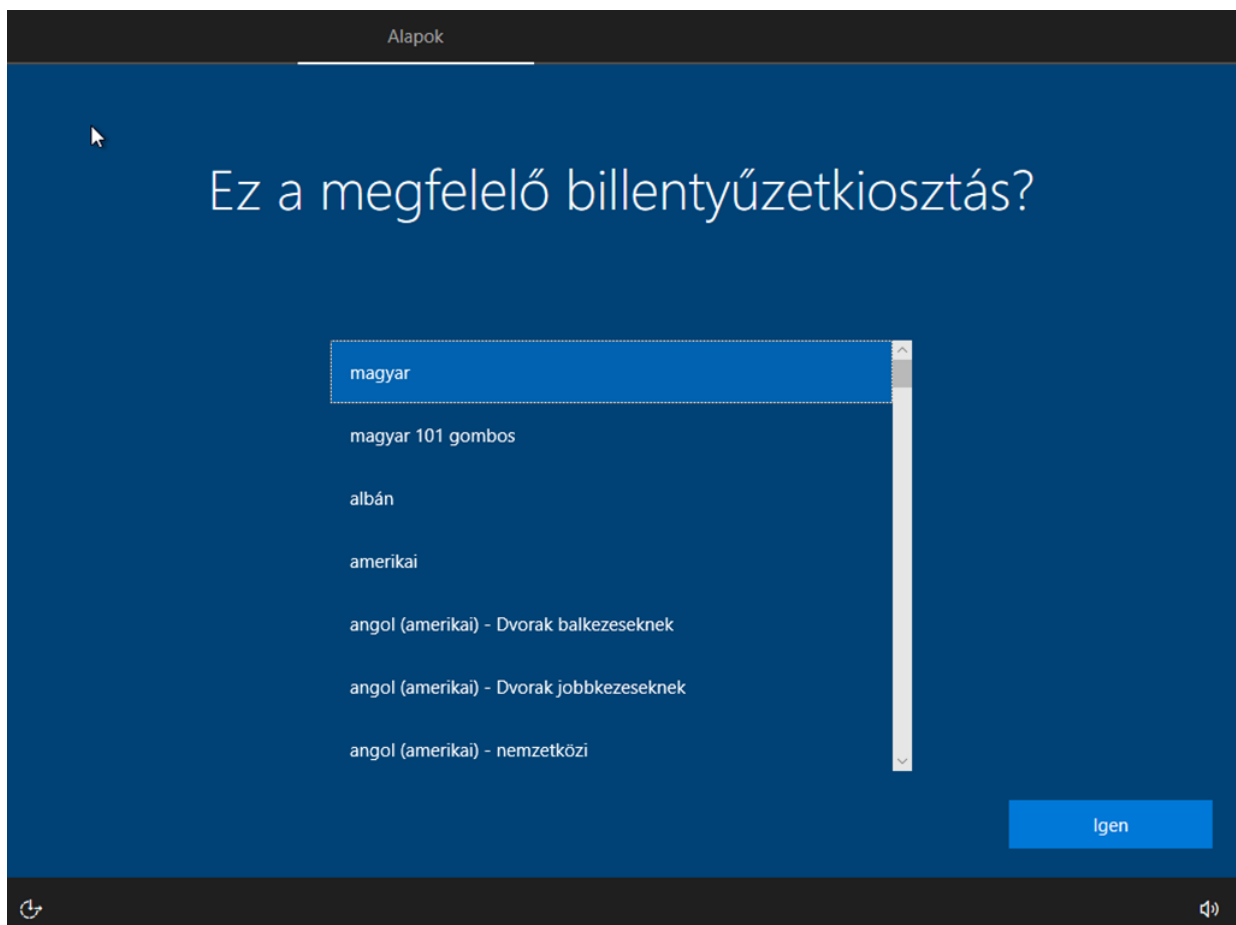 Alapok
Ez a megfelelő billentyűzetkiosztás?
magyar
magyar 101 gombos
albán
amerikai
angol (amerikai) - Dvorak balkezeseknek
angol (amerikai) - Dvorak jobbkezeseknek
angol (amerikai) - nemzetközi
Igen